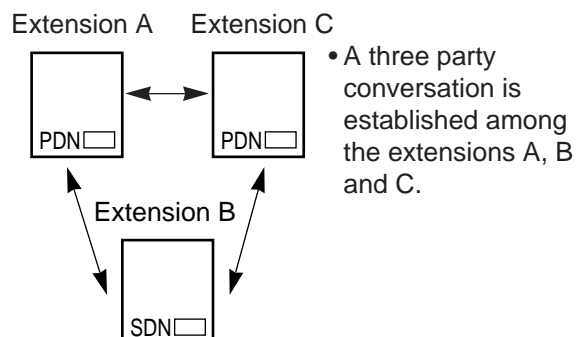 Extension A
Extension C
PDN
PDN
Extension B
SDN
• A three party
conversation is
established among
the extensions A, B
and C.